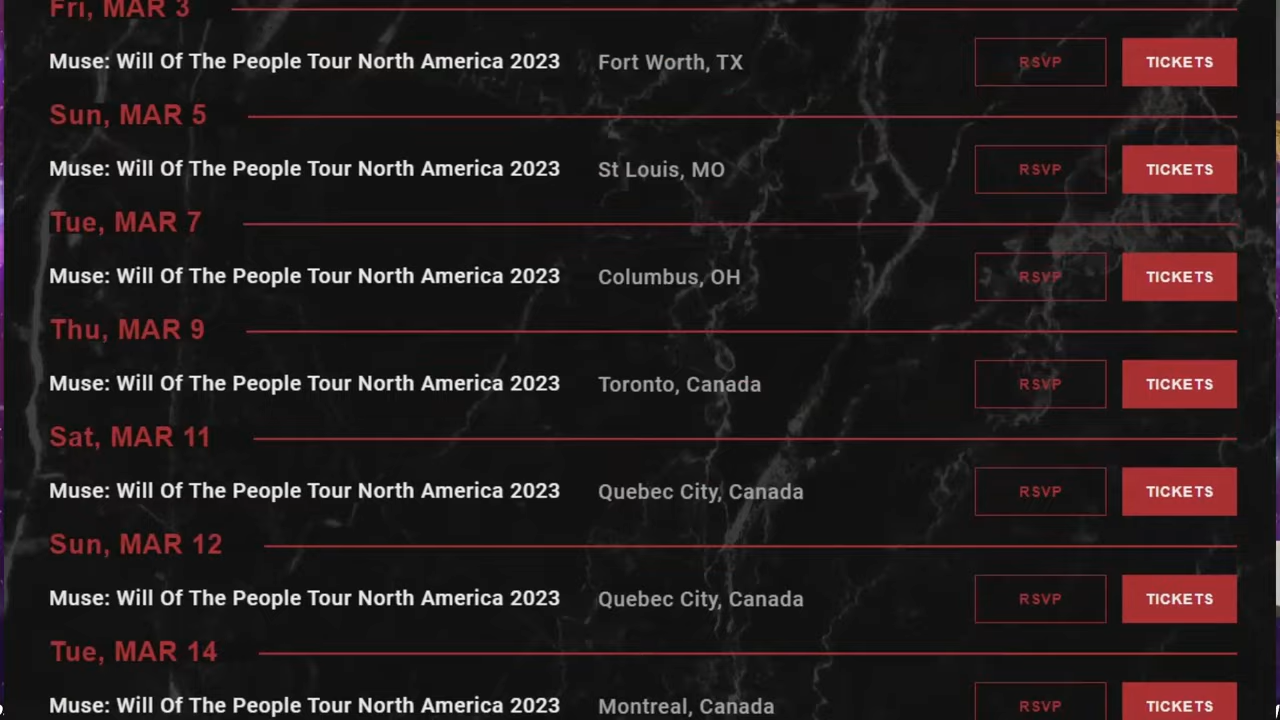 Fri, MAR 3
Muse: Will Of The People Tour North America 2023 Fort Worth, TX RSVP TICKETS
Sun, MAR 5
Muse: Will Of The People Tour North America 2023 St Louis, MO RSVP TICKETS
Tue, MAR 7
Muse: Will Of The People Tour North America 2023 Columbus, OH RSVP TICKETS
Thu, MAR 9
Muse: Will Of The People Tour North America 2023 Toronto, Canada RSVP TICKETS
Sat, MAR 11
Muse: Will Of The People Tour North America 2023 Quebec City, Canada RSVP TICKETS
Sun, MAR 12
Muse: Will Of The People Tour North America 2023 Quebec City, Canada RSVP TICKETS
Tue, MAR 14
Muse: Will Of The People Tour North America 2023 Montreal, Canada RSVP TICKETS